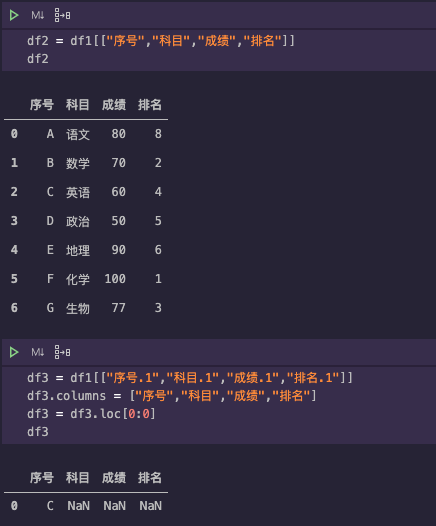 M↓
df2 = df1[["序号","科目","成绩","排名"]]
df2
序号 科目 成绩 排名
0 A 语文 80 8
1 B 数学 70 2
2 C 英语 60 4
3 D 政治 50 5
4 E 地理 90 6
5 F 化学 100 1
6 G 生物 77 3
M↓
df3 = df1[["序号.1","科目.1","成绩.1","排名.1"]]
df3.columns = ["序号","科目","成绩","排名"]
df3 = df3.loc[0:0]
df3
序号 科目 成绩 排名
0 C NaN NaN NaN